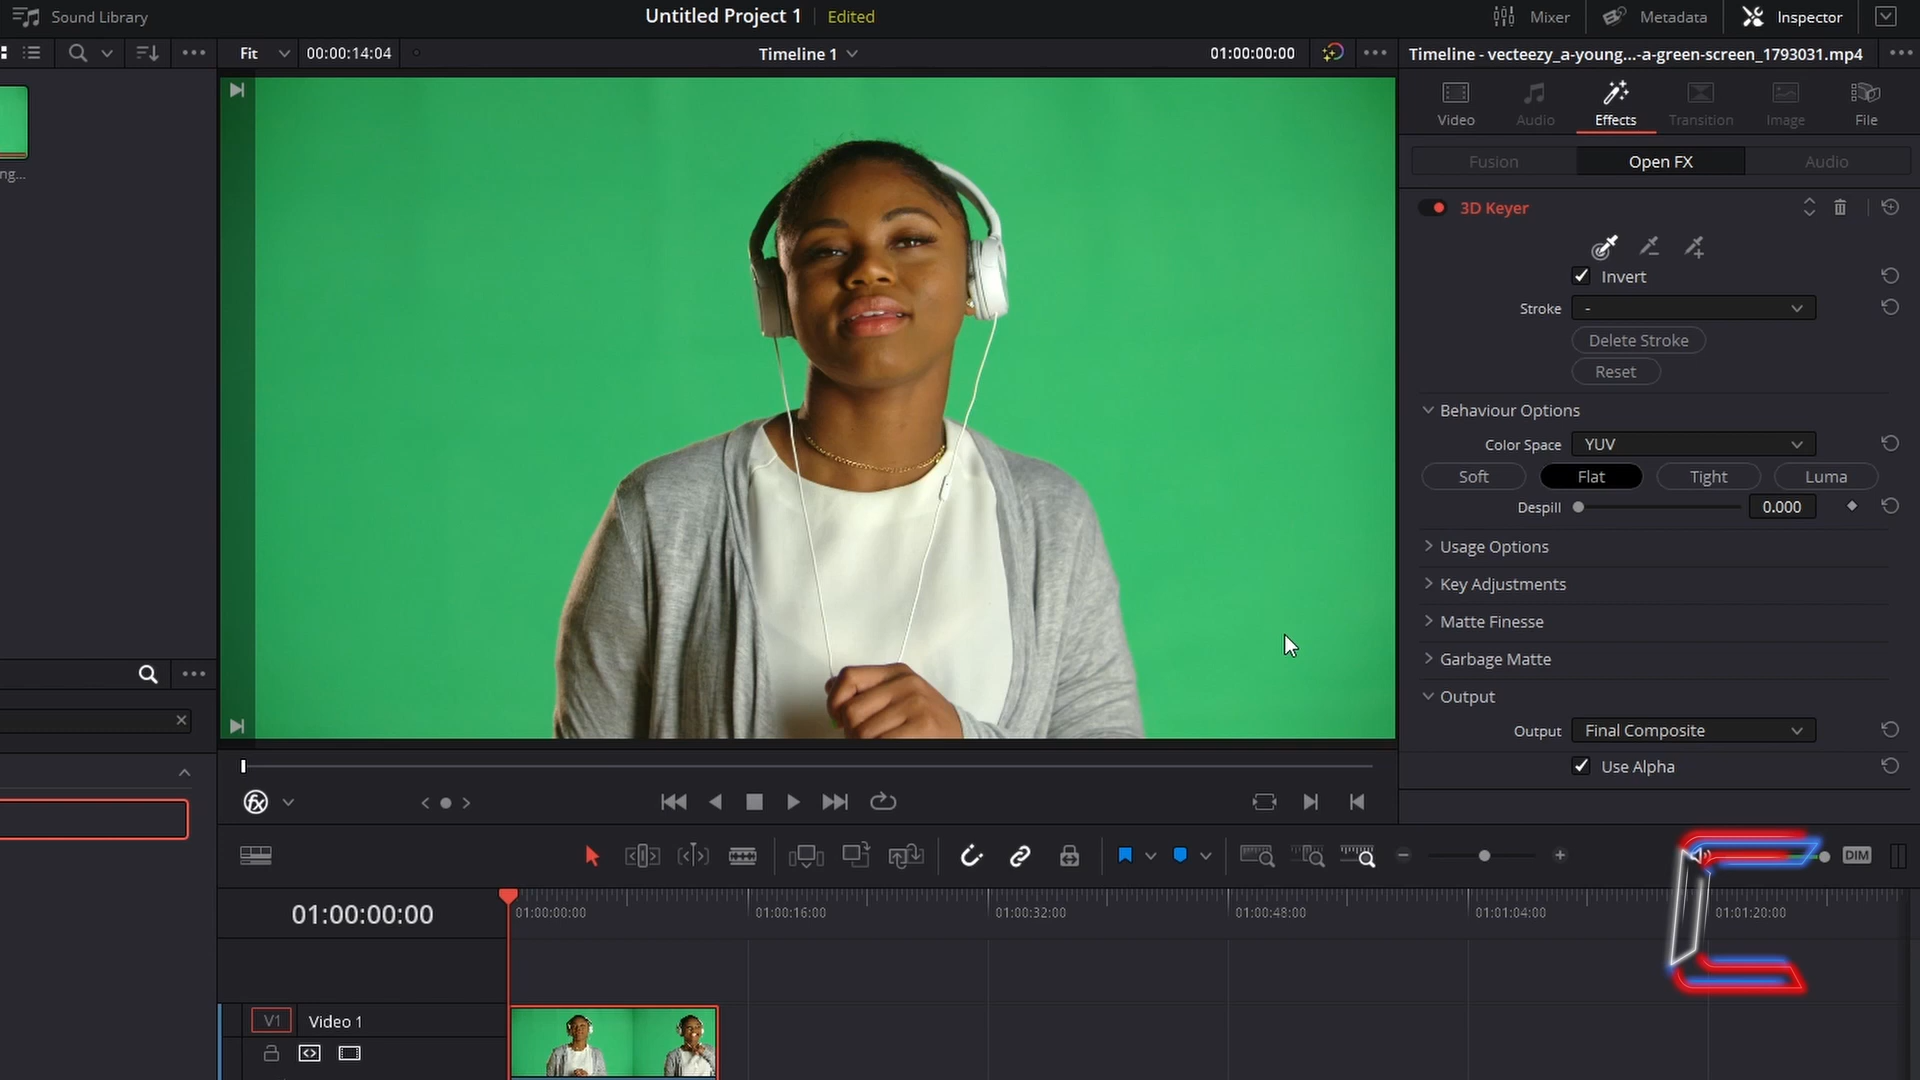 Sound Library
Untitled Project 1
Edited
Mixer
Metadata
Inspector
Fit
00:00:14:04
Timeline 1
01:00:00:00
Timeline - vecteezy_a-young...-a-green-screen_1793031.mp4
Video
Audio
Effects
Transition
Image
File
Fusion
Open FX
Audio
ng...
3D Keyer
Invert
Stroke
-
Delete Stroke
Reset
Behaviour Options
Color Space
YUV
Soft
Flat
Tight
Luma
Despill
0.000
Usage Options
Key Adjustments
Matte Finesse
Garbage Matte
Output
Output
Final Composite
Use Alpha
DIM
01:00:00:00
01:00:00:00
01:00:16:00
01:00:32:00
01:00:48:00
01:01:04:00
01:01:20:00
V1
Video 1